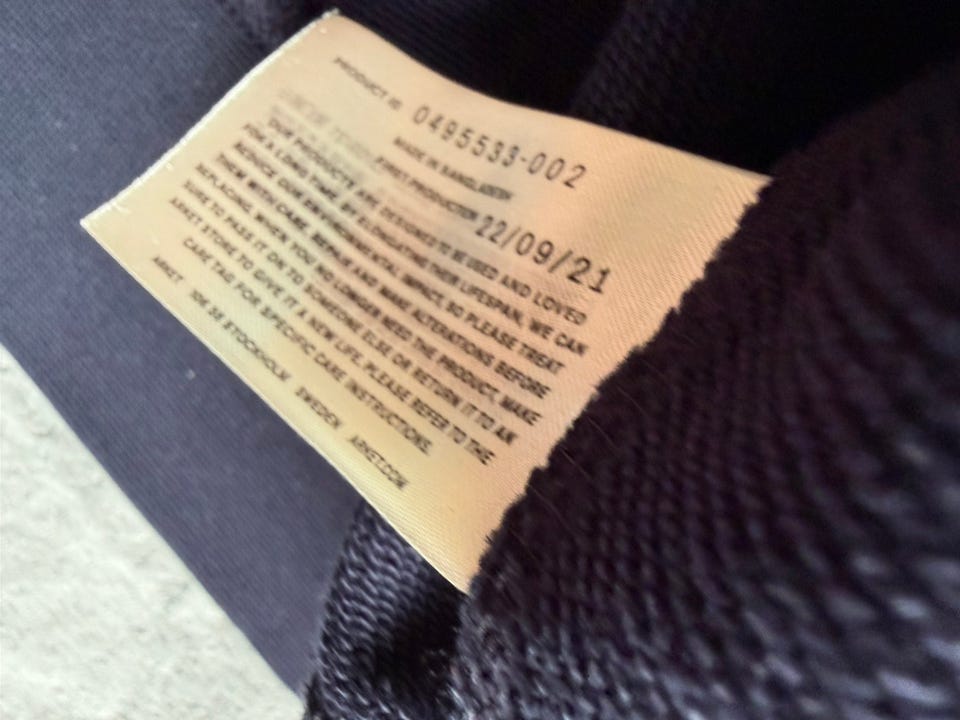 PRODUCT ID 0495533-002
MADE IN BANGLADESH
FIRST PRODUCTION 22/09/21
OUR PRODUCTS ARE DESIGNED TO BE USED AND LOVED
FOR A LONG TIME. BY ELONGATING THEIR LIFESPAN, WE CAN
REDUCE OUR ENVIRONMENTAL IMPACT, SO PLEASE TREAT
THEM WITH CARE, REPAIR AND MAKE ALTERATIONS BEFORE
REPLACING. WHEN YOU NO LONGER NEED THE PRODUCT, MAKE
SURE TO PASS IT ON TO SOMEONE ELSE OR RETURN IT TO AN
ARKET STORE TO GIVE IT A NEW LIFE. PLEASE REFER TO THE
CARE TAG FOR SPECIFIC CARE INSTRUCTIONS.
ARKET 106 38 STOCKHOLM SWEDEN ARKET.COM